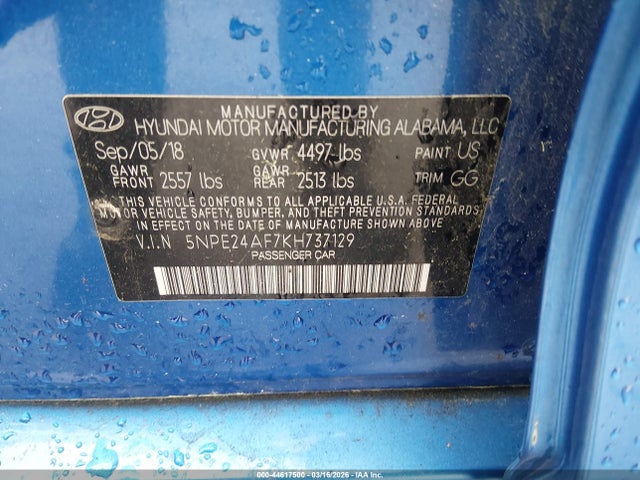 MANUFACTURED BY
HYUNDAI MOTOR MANUFACTURING ALABAMA, LLC
Sep/05/18 GVWR 4497 lbs PAINT US
GAWR FRONT 2557 lbs GAWR REAR 2513 lbs TRIM GG
THIS VEHICLE CONFORMS TO ALL APPLICABLE U.S.A. FEDERAL
MOTOR VEHICLE SAFETY, BUMPER, AND THEFT PREVENTION STANDARDS
IN EFFECT ON THE DATE OF MANUFACTURE SHOWN ABOVE.
V.I.N 5NPE24AF7KH737129
PASSENGER CAR
000-44617500 03/16/2026